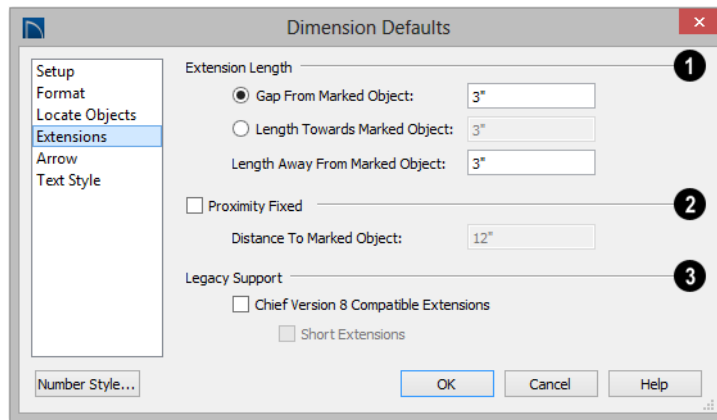 Dimension Defaults
Setup
Format
Locate Objects
Extensions
Arrow
Text Style
Extension Length
1
Gap From Marked Object: 3"
Length Towards Marked Object: 3"
Length Away From Marked Object: 3"
Proximity Fixed
2
Distance To Marked Object: 12"
Legacy Support
3
Chief Version 8 Compatible Extensions
Short Extensions
Number Style... OK Cancel Help